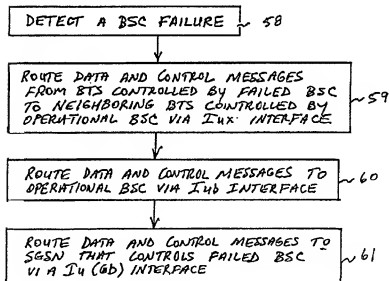 DETECT A BSC FAILURE
58
ROUTE DATA AND CONTROL MESSAGES
FROM BTS CONTROLLED BY FAILED BSC
TO NEIGHBORING BTS COINTROLLED BY
OPERATIONAL BSC VIA Iux INTERFACE
59
ROUTE DATA AND CONTROL MESSAGES TO
OPERATIONAL BSC VIA Iub INTERFACE
60
ROUTE DATA AND CONTROL MESSAGES TO
SGSN THAT CONTROLS FAILED BSC
VIA A Iu (Gb) INTERFACE
61